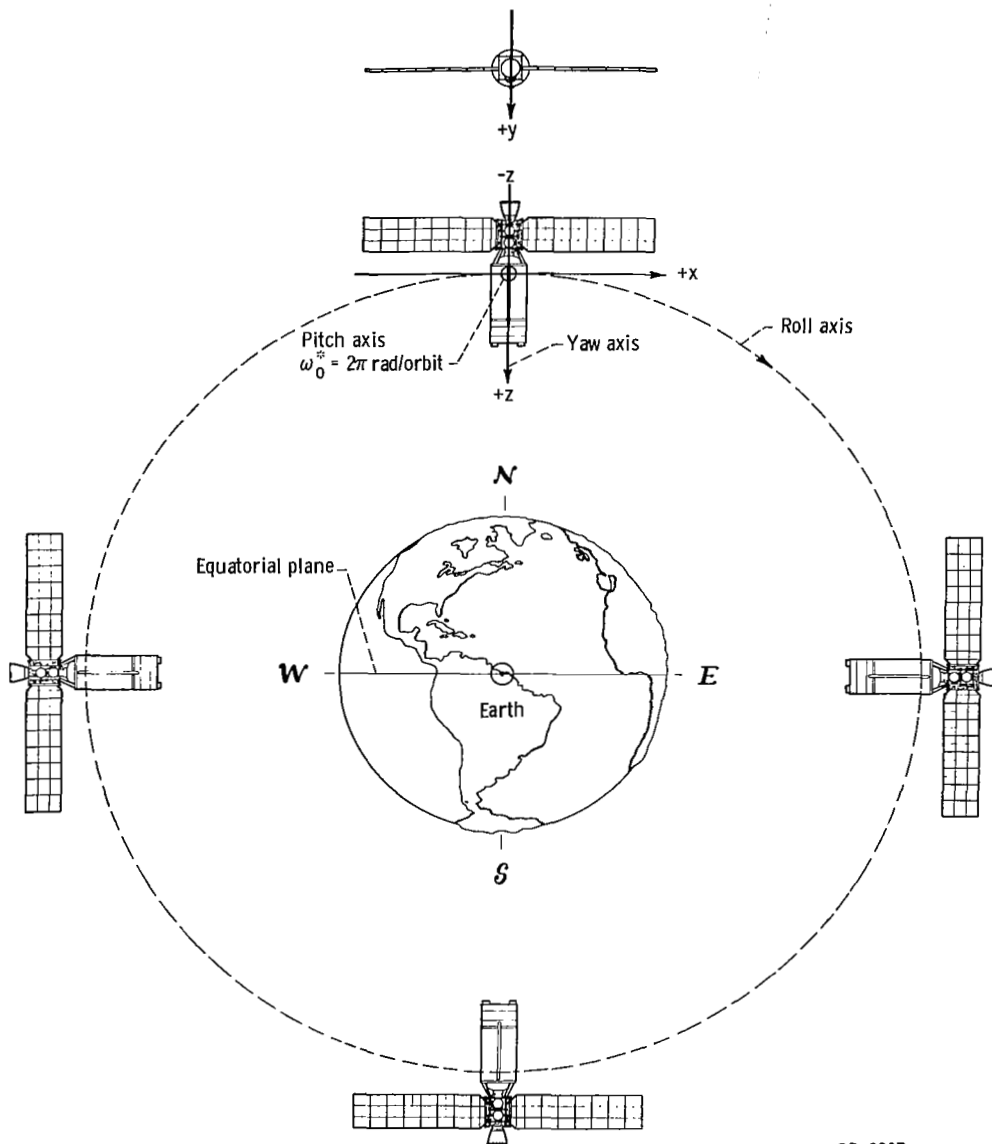 +y
-z
+x
Pitch axis
ω₀* = 2π rad/orbit
Yaw axis
Roll axis
+z
N
Equatorial plane
W
E
Earth
S